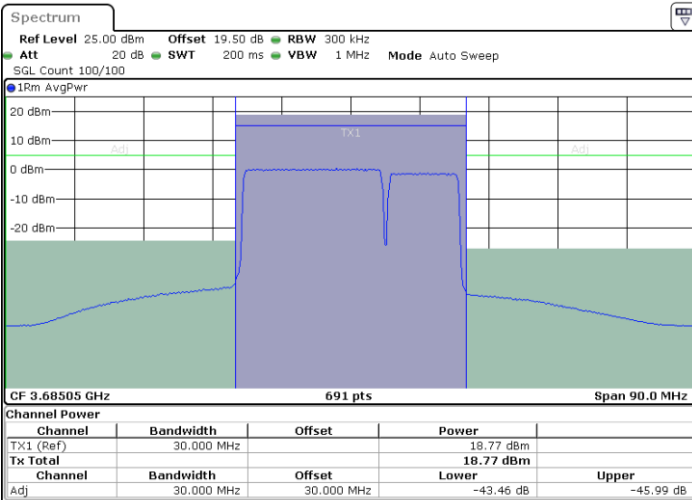 Spectrum
Ref Level 25.00 dBm Offset 19.50 dB RBW 300 kHz
Att 20 dB SWT 200 ms VBW 1 MHz Mode Auto Sweep
SGL Count 100/100
1Rm AvgPwr
20 dBm
TX1
10 dBm
Adj Adj
0 dBm
-10 dBm
-20 dBm
CF 3.68505 GHz 691 pts Span 90.0 MHz
Channel Power
Channel Bandwidth Offset Power
TX1 (Ref) 30.000 MHz 18.77 dBm
Tx Total 18.77 dBm
Channel Bandwidth Offset Lower Upper
Adj 30.000 MHz 30.000 MHz -43.46 dB -45.99 dB